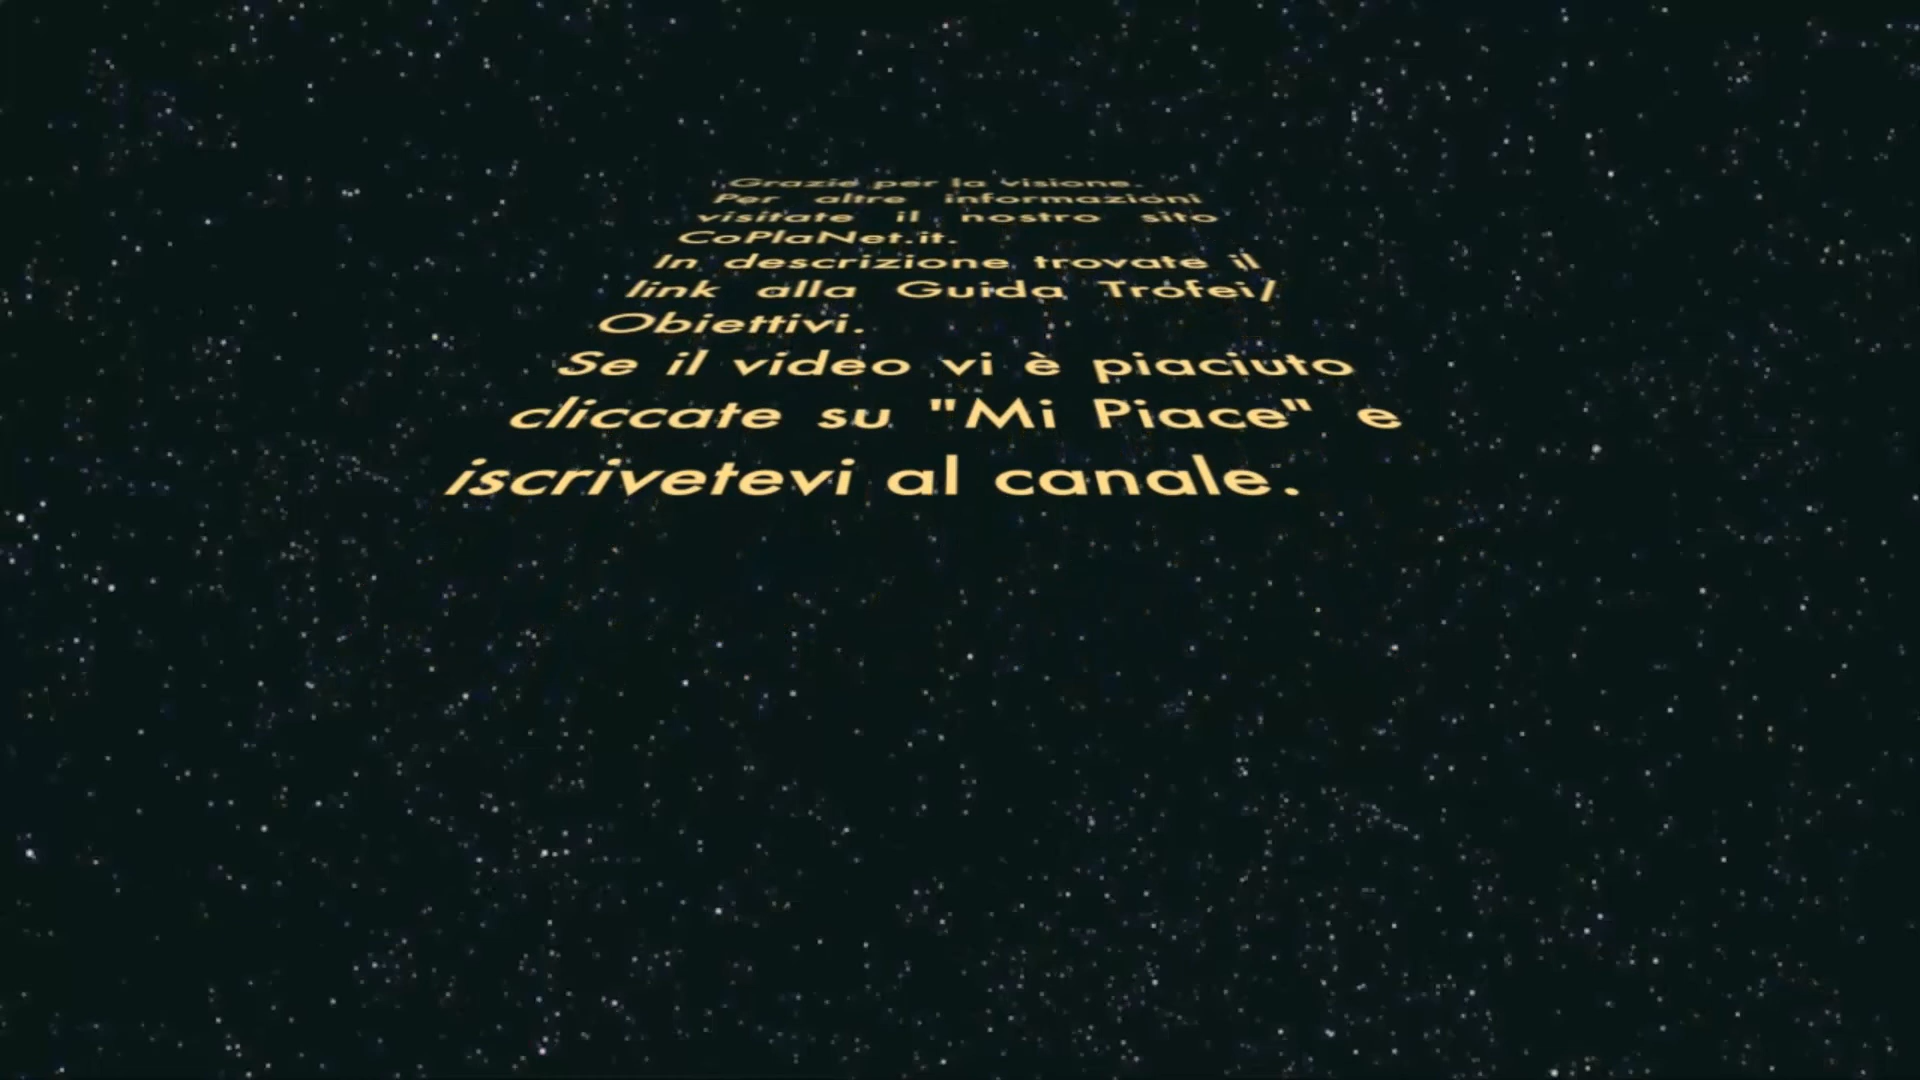 Grazie per la visione.
Per altre informazioni
visitate il nostro sito
CoPlaNet.it.
In descrizione trovate il
link alla Guida Trofei/
Obiettivi.
Se il video vi è piaciuto
cliccate su "Mi Piace" e
iscrivetevi al canale.